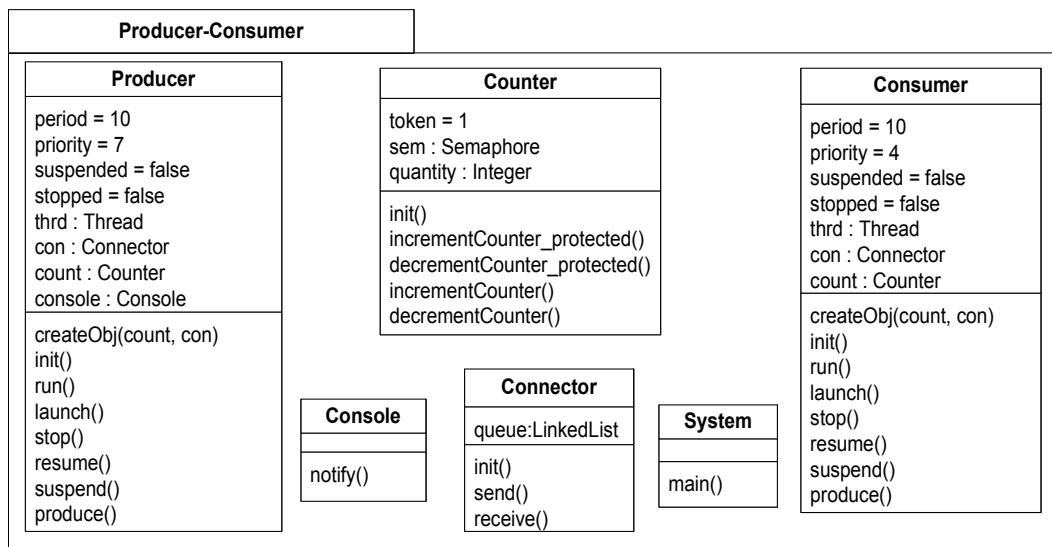 Producer-Consumer
Producer
period = 10
priority = 7
suspended = false
stopped = false
thrd : Thread
con : Connector
count : Counter
console : Console
createObj(count, con)
init()
run()
launch()
stop()
resume()
suspend()
produce()
Counter
token = 1
sem : Semaphore
quantity : Integer
init()
incrementCounter_protected()
decrementCounter_protected()
incrementCounter()
decrementCounter()
Consumer
period = 10
priority = 4
suspended = false
stopped = false
thrd : Thread
con : Connector
count : Counter
createObj(count, con)
init()
run()
launch()
stop()
resume()
suspend()
produce()
Console
notify()
Connector
queue:LinkedList
init()
send()
receive()
System
main()